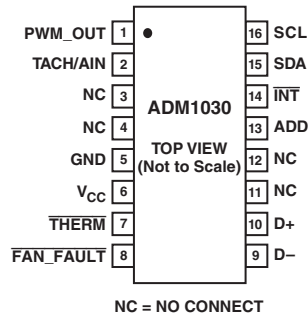 PWM_OUT 1 16 SCL
TACH/AIN 2 15 SDA
NC 3 14 INT
NC 4 ADM1030 13 ADD
GND 5 TOP VIEW 12 NC
(Not to Scale)
VCC 6 11 NC
THERM 7 10 D+
FAN_FAULT 8 9 D–
NC = NO CONNECT